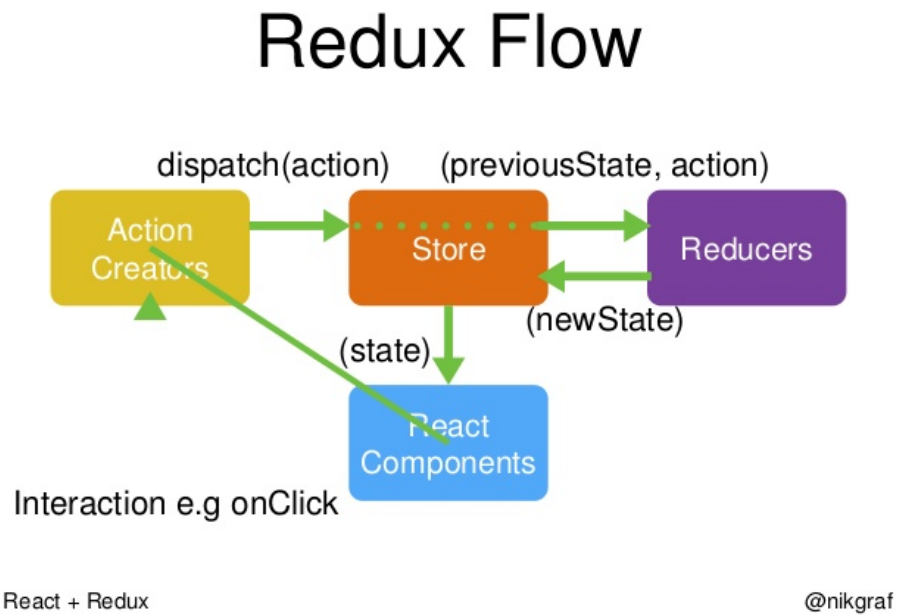 Redux Flow
dispatch(action)
(previousState, action)
Action
Creators
Store
Reducers
(newState)
(state)
React
Components
Interaction e.g onClick
React + Redux
@nikgraf